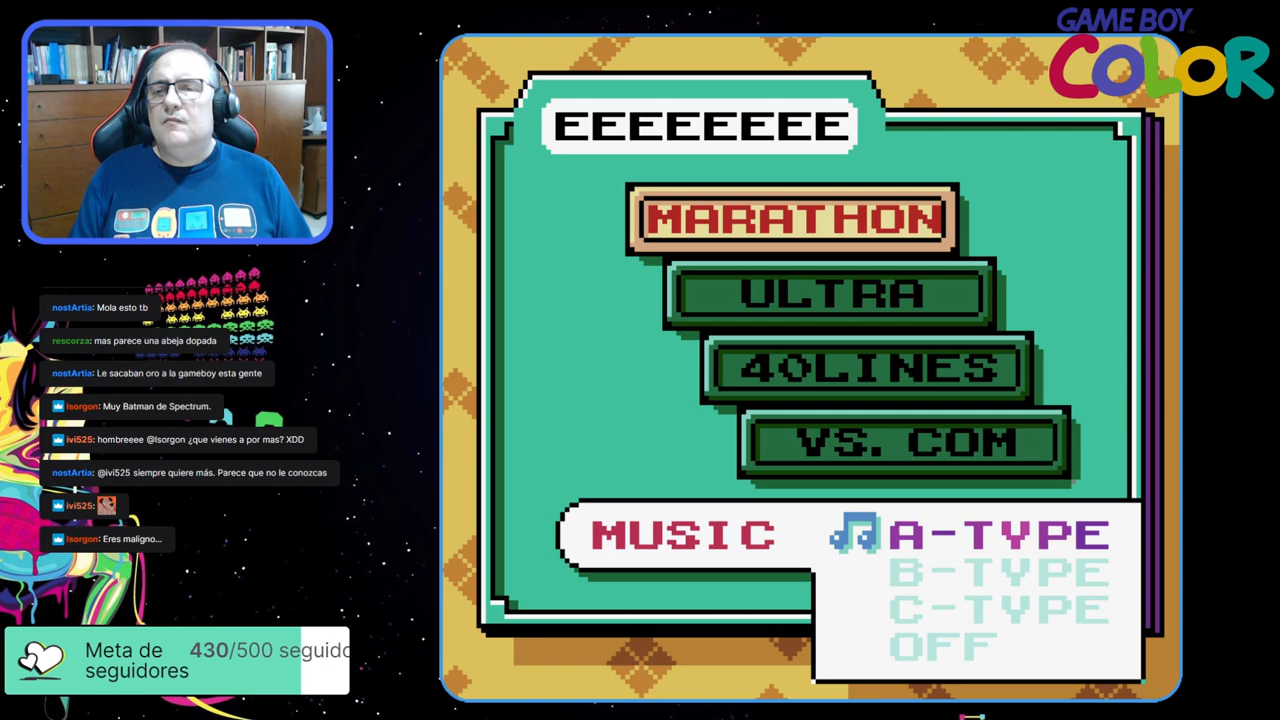 GAME BOY
COLOR
EEEEEEEE
MARATHON
ULTRA
40LINES
VS. COM
MUSIC
A-TYPE
B-TYPE
C-TYPE
OFF
nostArtia: Mola esto tb
rescorza: mas parece una abeja dopada
nostArtia: Le sacaban oro a la gameboy esta gente
lsorgon: Muy Batman de Spectrum.
ivi525: hombreeee @lsorgon ¿que vienes a por mas? XDD
nostArtia: @ivi525 siempre quiere más. Parece que no le conozcas
ivi525:
lsorgon: Eres maligno...
Meta de seguidores
430/500 seguido